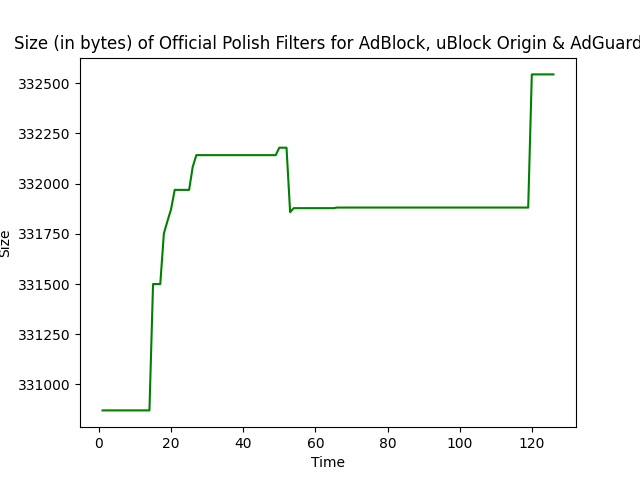 Size (in bytes) of Official Polish Filters for AdBlock, uBlock Origin & AdGuard
332500
332250
332000
331750
331500
331250
331000
Size
0 20 40 60 80 100 120
Time